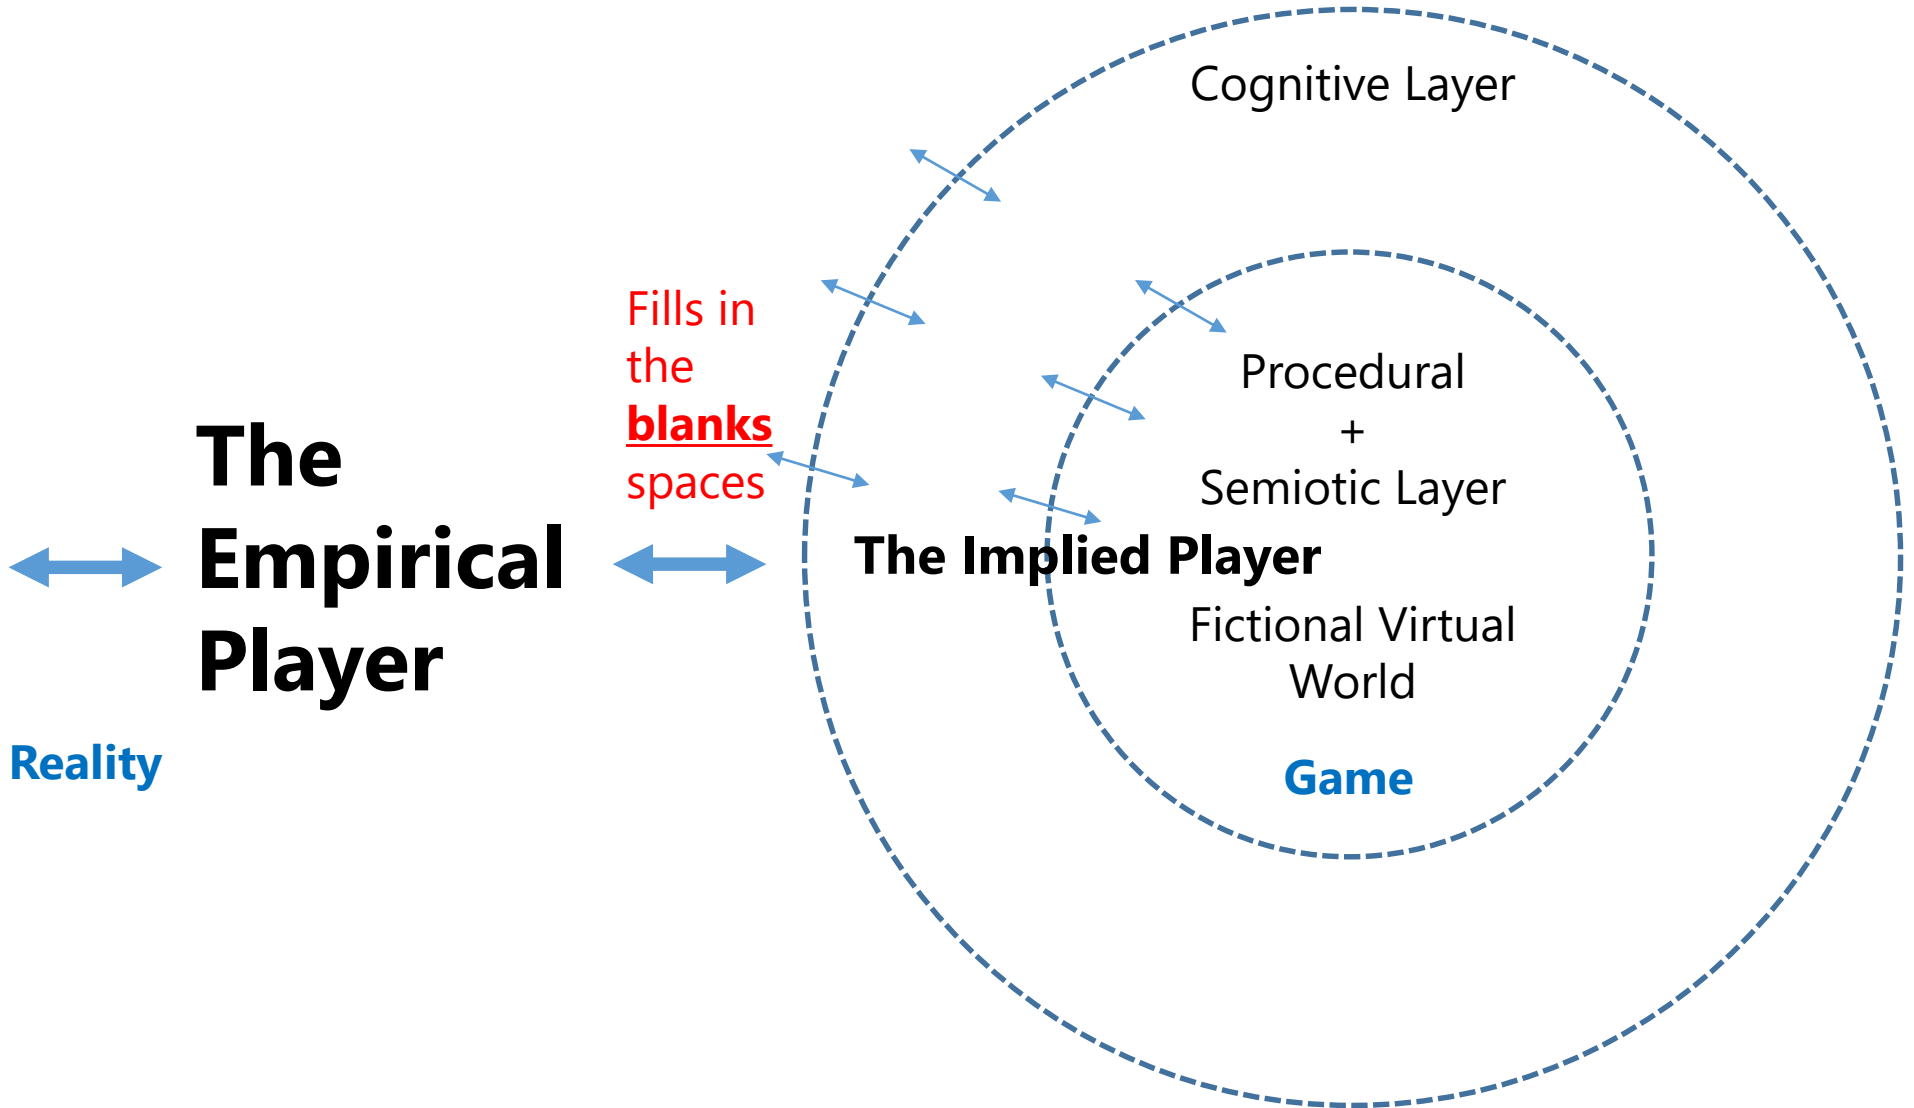 Cognitive Layer
Fills in
the
blanks
spaces
Procedural
+
Semiotic Layer
The
Empirical
Player
The Implied Player
Fictional Virtual
World
Reality
Game